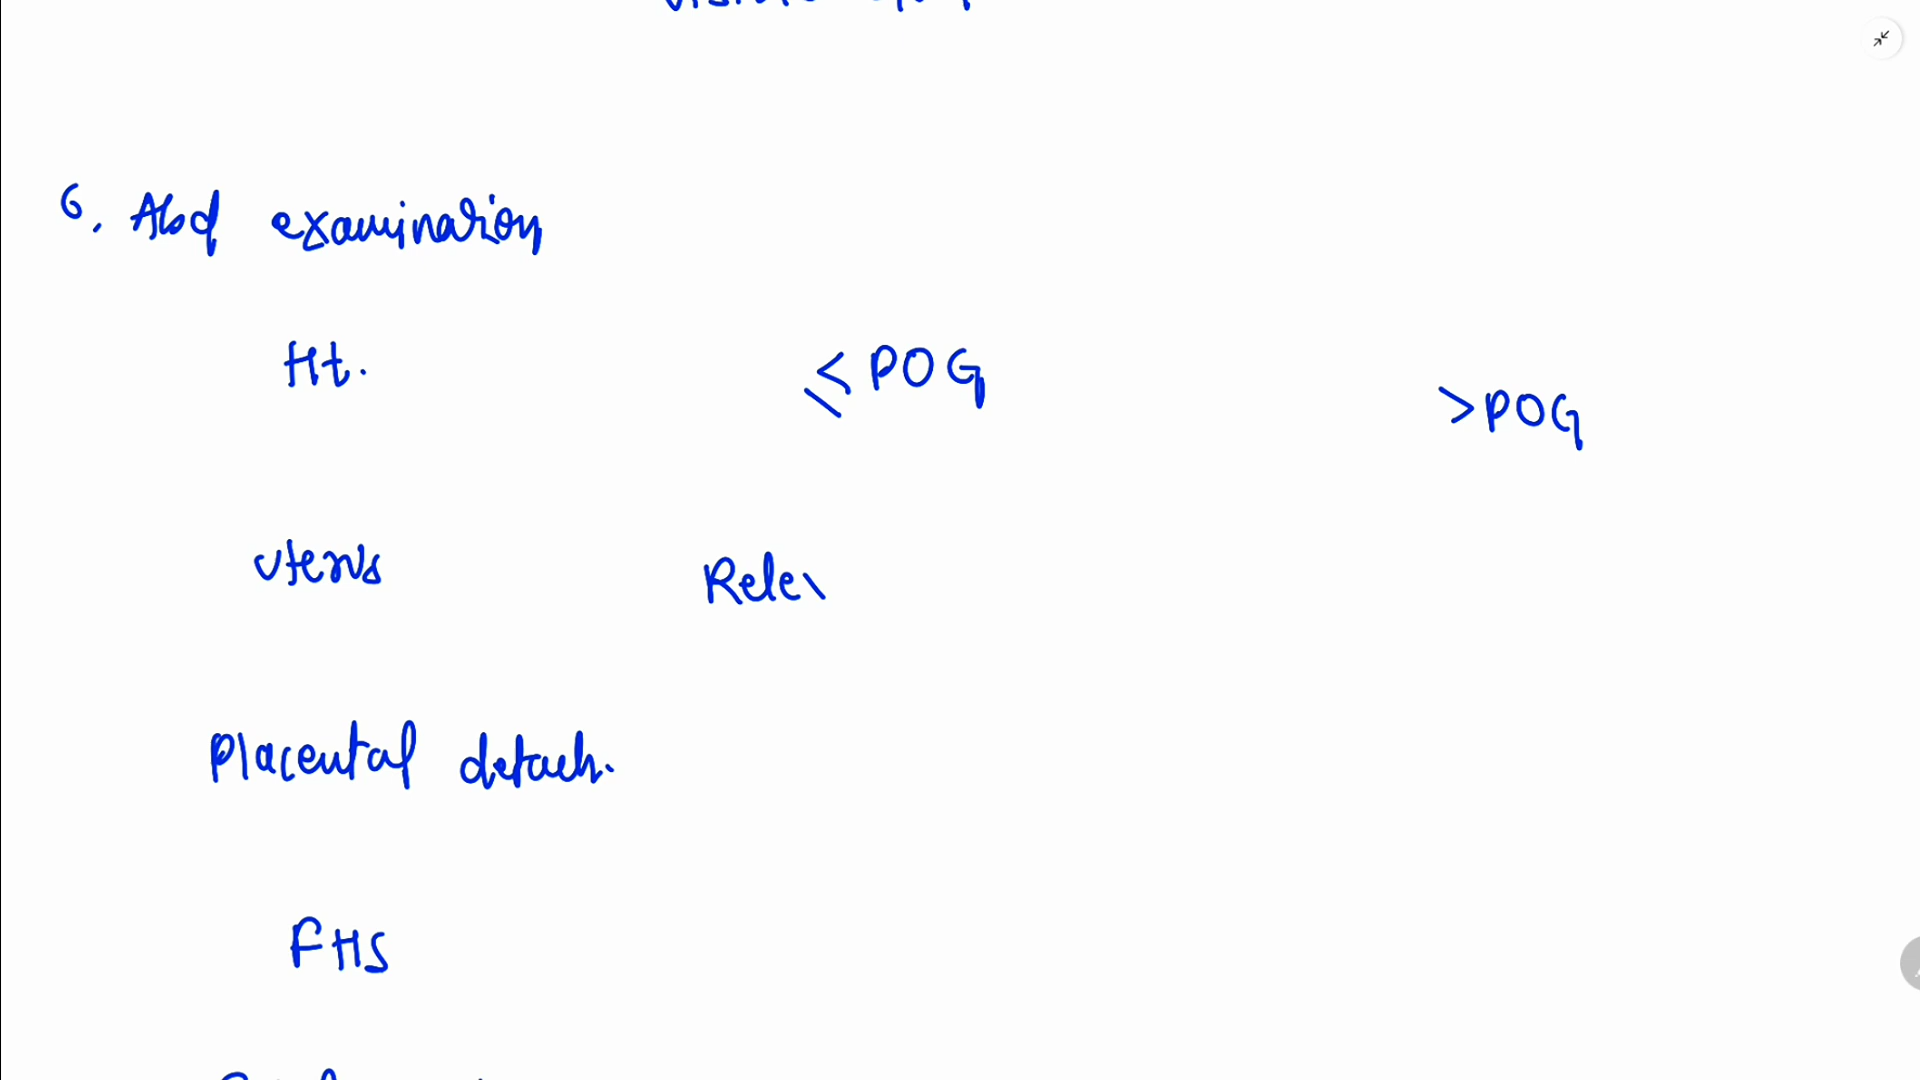 6. Abd examination
Ht. ≤ POG >POG
uterus Relex
Placental detach.
FHS